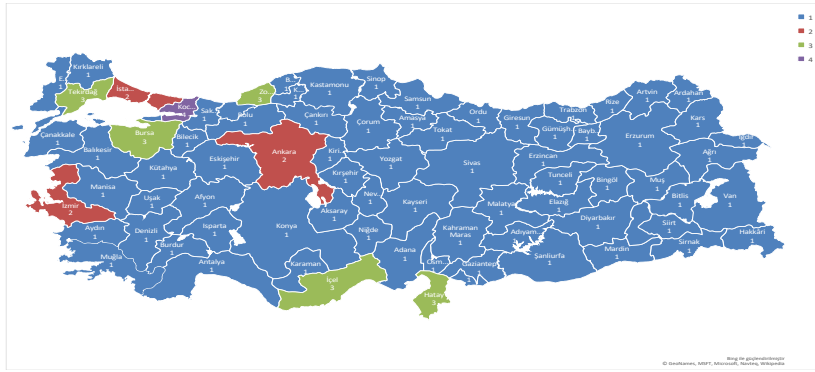 1
2
3
4
Kırklareli
1
E..
1
Tekirdağ
3
İsta...
2
Koc...
4
Sak...
1
Zo...
3
Bolu
1
B...
1
K...
1
Kastamonu
1
Sinop
1
Samsun
1
Çankırı
1
Çorum
1
Amasya
1
Tokat
1
Ordu
1
Giresun
1
Trabzon
1
Rize
1
Artvin
1
Ardahan
1
Kars
1
Iğdır
1
Gümüşh.
1
Bayb.
1
Erzurum
1
Ağrı
1
Çanakkale
1
Balıkesir
1
Bursa
3
Bilecik
1
Kütahya
1
Eskişehir
1
Ankara
2
Kiri...
1
Kırşehir
1
Yozgat
1
Sivas
1
Erzincan
1
Tunceli
1
Bingöl
1
Muş
1
Bitlis
1
Van
1
Manisa
1
İzmir
2
Uşak
1
Afyon
1
Aksaray
1
Nev.
1
Kayseri
1
Malatya
1
Elazığ
1
Diyarbakır
1
Siirt
1
Sirnak
1
Hakkâri
1
Aydın
1
Denizli
1
Isparta
1
Burdur
1
Konya
1
Niğde
1
Kahraman
Maras
1
Adıyam...
1
Şanlıurfa
1
Mardin
1
Muğla
1
Antalya
1
Karaman
1
İçel
3
Adana
1
Osm...
1
Gaziantep
1
Hatay
3
Bing ile güçlendirilmiştir
© GeoNames, MSFT, Microsoft, Navteq, Wikipedia